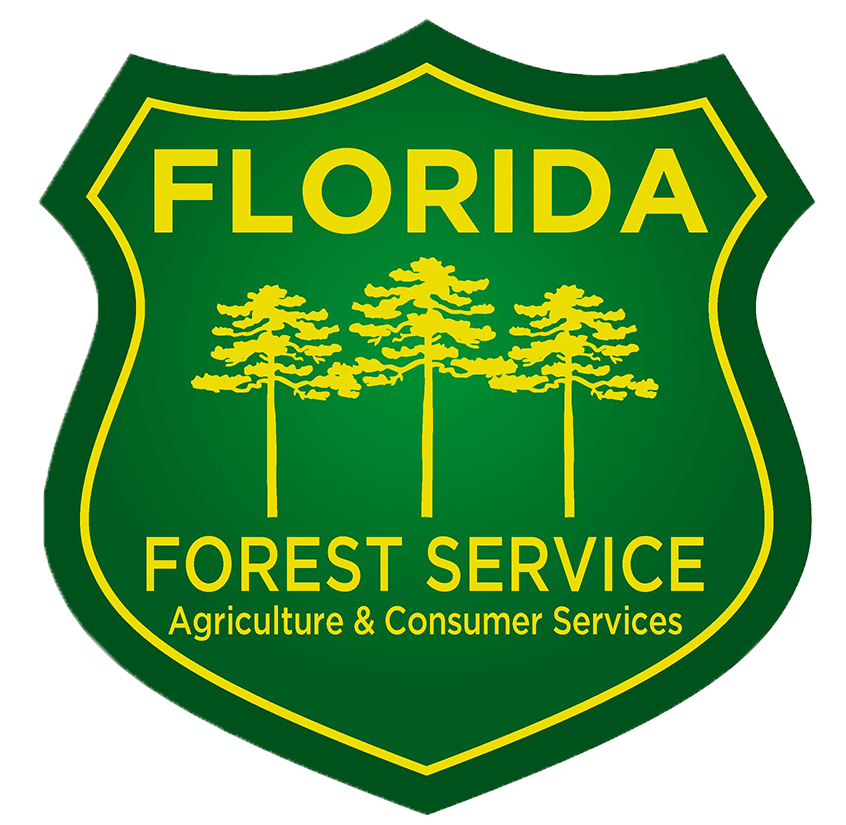 FLORIDA
FOREST SERVICE
Agriculture & Consumer Services